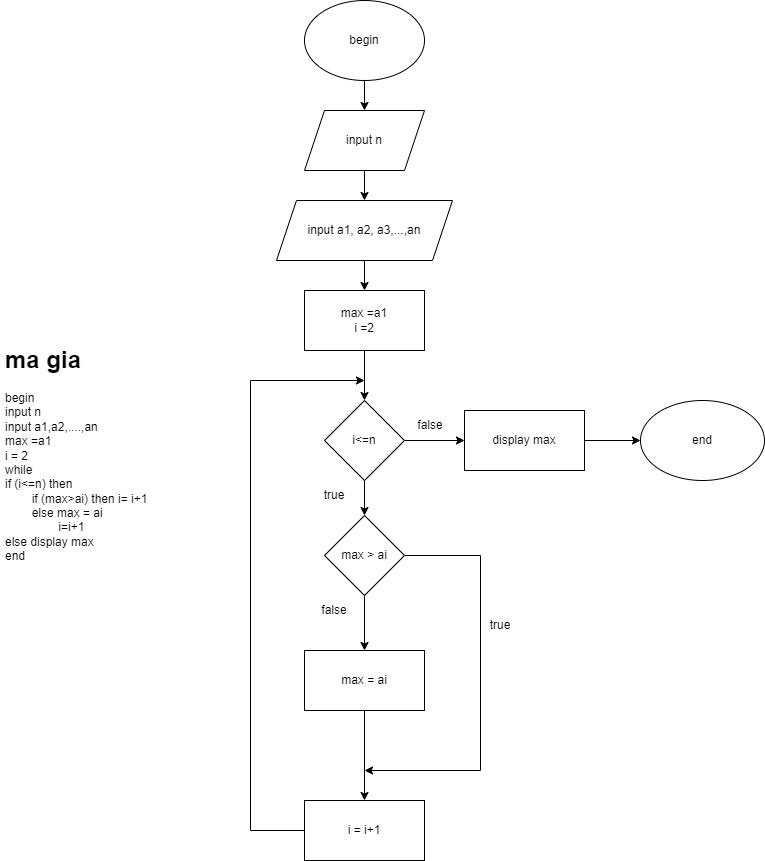 begin
input n
input a1, a2, a3,...,an
max =a1
i =2
ma gia
begin
input n
input a1,a2,....,an
max =a1
i = 2
while
if (i<=n) then
if (max>ai) then i= i+1
else max = ai
i=i+1
else display max
end
i<=n
false
display max
end
true
max > ai
false
true
max = ai
i = i+1